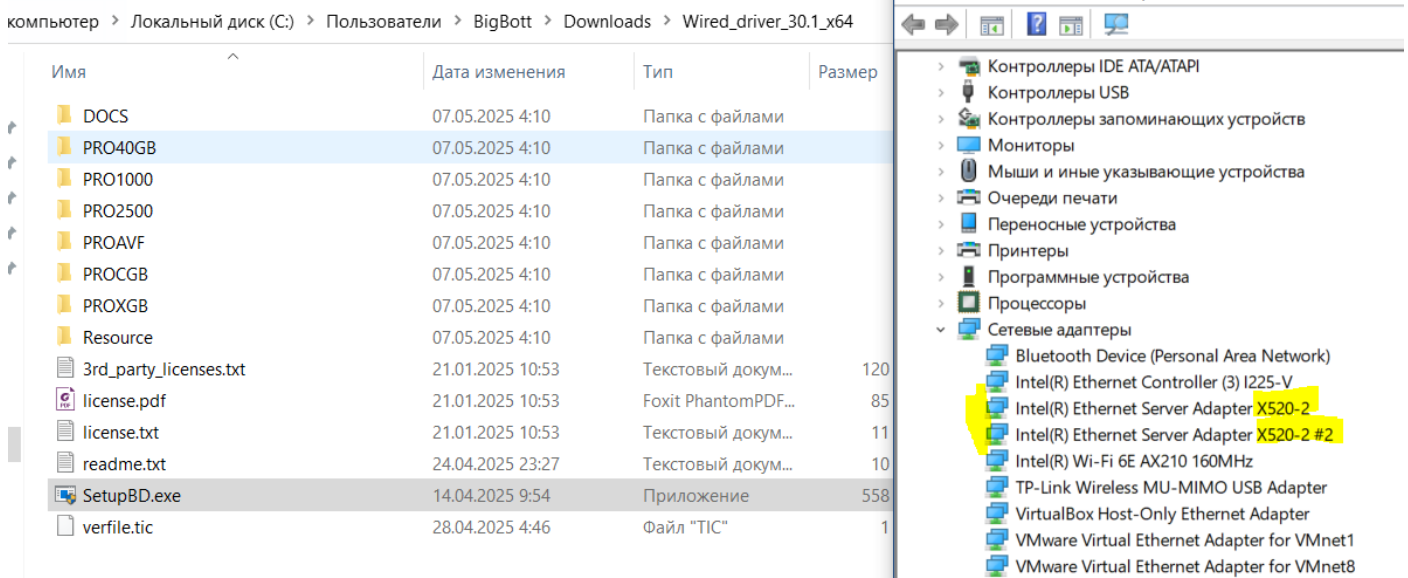 компьютер > Локальный диск (C:) > Пользователи > BigBott > Downloads > Wired_driver_30.1_x64
Имя Дата изменения Тип Размер
DOCS 07.05.2025 4:10 Папка с файлами
PRO40GB 07.05.2025 4:10 Папка с файлами
PRO1000 07.05.2025 4:10 Папка с файлами
PRO2500 07.05.2025 4:10 Папка с файлами
PROAVF 07.05.2025 4:10 Папка с файлами
PROCGB 07.05.2025 4:10 Папка с файлами
PROXGB 07.05.2025 4:10 Папка с файлами
Resource 07.05.2025 4:10 Папка с файлами
3rd_party_licenses.txt 21.01.2025 10:53 Текстовый докум... 120
license.pdf 21.01.2025 10:53 Foxit PhantomPDF... 85
license.txt 21.01.2025 10:53 Текстовый докум... 11
readme.txt 24.04.2025 23:27 Текстовый докум... 10
SetupBD.exe 14.04.2025 9:54 Приложение 558
verfile.tic 28.04.2025 4:46 Файл "TIC" 1
Контроллеры IDE ATA/ATAPI
Контроллеры USB
Контроллеры запоминающих устройств
Мониторы
Мыши и иные указывающие устройства
Очереди печати
Переносные устройства
Принтеры
Программные устройства
Процессоры
Сетевые адаптеры
Bluetooth Device (Personal Area Network)
Intel(R) Ethernet Controller (3) I225-V
Intel(R) Ethernet Server Adapter X520-2
Intel(R) Ethernet Server Adapter X520-2 #2
Intel(R) Wi-Fi 6E AX210 160MHz
TP-Link Wireless MU-MIMO USB Adapter
VirtualBox Host-Only Ethernet Adapter
VMware Virtual Ethernet Adapter for VMnet1
VMware Virtual Ethernet Adapter for VMnet8